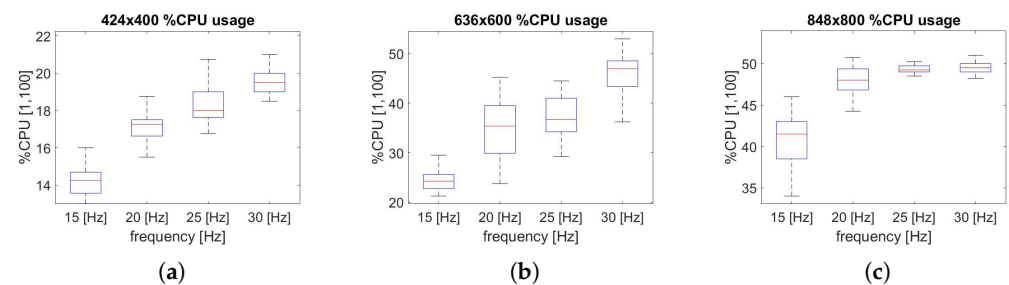 424x400 %CPU usage
22
20
18
16
14
%CPU [1,100]
15 [Hz] 20 [Hz] 25 [Hz] 30 [Hz]
frequency [Hz]
(a)
636x600 %CPU usage
50
40
30
20
%CPU [1,100]
15 [Hz] 20 [Hz] 25 [Hz] 30 [Hz]
frequency [Hz]
(b)
848x800 %CPU usage
50
45
40
35
%CPU [1,100]
15 [Hz] 20 [Hz] 25 [Hz] 30 [Hz]
frequency [Hz]
(c)